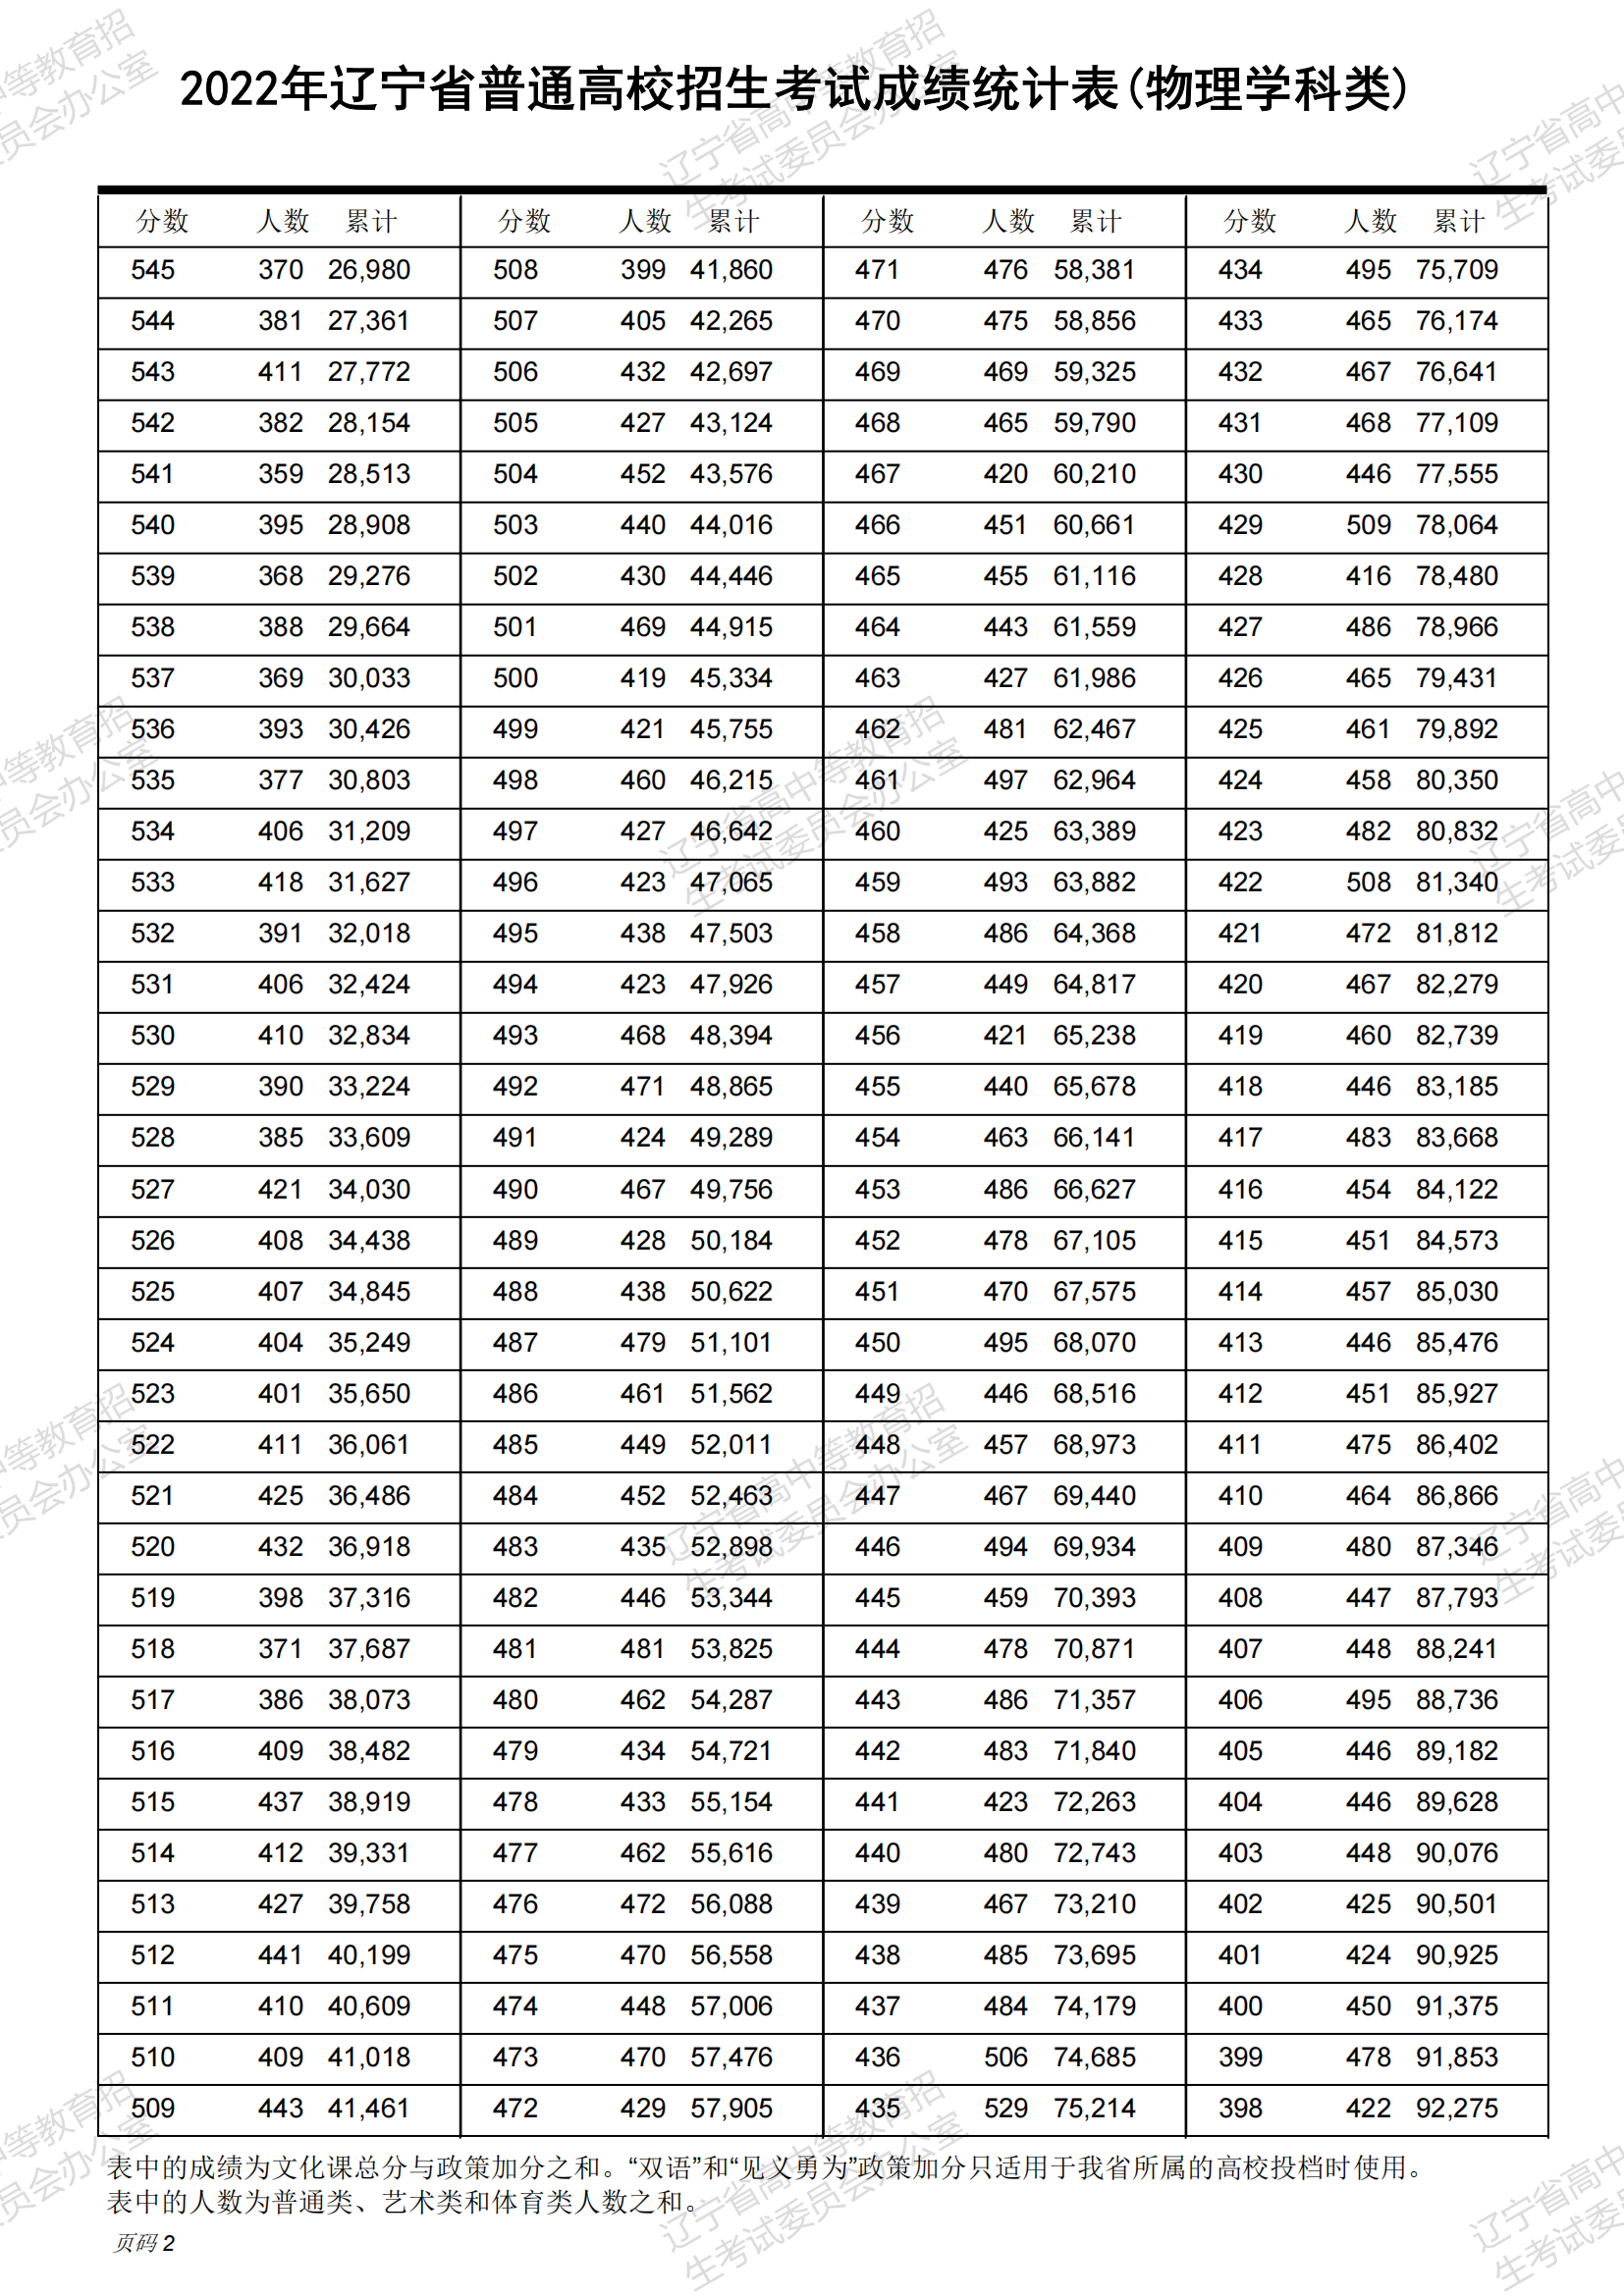 2022年辽宁省普通高校招生考试成绩统计表(物理学科类)
分数 人数 累计 分数 人数 累计 分数 人数 累计 分数 人数 累计
545 370 26,980 508 399 41,860 471 476 58,381 434 495 75,709
544 381 27,361 507 405 42,265 470 475 58,856 433 465 76,174
543 411 27,772 506 432 42,697 469 469 59,325 432 467 76,641
542 382 28,154 505 427 43,124 468 465 59,790 431 468 77,109
541 359 28,513 504 452 43,576 467 420 60,210 430 446 77,555
540 395 28,908 503 440 44,016 466 451 60,661 429 509 78,064
539 368 29,276 502 430 44,446 465 455 61,116 428 416 78,480
538 388 29,664 501 469 44,915 464 443 61,559 427 486 78,966
537 369 30,033 500 419 45,334 463 427 61,986 426 465 79,431
536 393 30,426 499 421 45,755 462 481 62,467 425 461 79,892
535 377 30,803 498 460 46,215 461 497 62,964 424 458 80,350
534 406 31,209 497 427 46,642 460 425 63,389 423 482 80,832
533 418 31,627 496 423 47,065 459 493 63,882 422 508 81,340
532 391 32,018 495 438 47,503 458 486 64,368 421 472 81,812
531 406 32,424 494 423 47,926 457 449 64,817 420 467 82,279
530 410 32,834 493 468 48,394 456 421 65,238 419 460 82,739
529 390 33,224 492 471 48,865 455 440 65,678 418 446 83,185
528 385 33,609 491 424 49,289 454 463 66,141 417 483 83,668
527 421 34,030 490 467 49,756 453 486 66,627 416 454 84,122
526 408 34,438 489 428 50,184 452 478 67,105 415 451 84,573
525 407 34,845 488 438 50,622 451 470 67,575 414 457 85,030
524 404 35,249 487 479 51,101 450 495 68,070 413 446 85,476
523 401 35,650 486 461 51,562 449 446 68,516 412 451 85,927
522 411 36,061 485 449 52,011 448 457 68,973 411 475 86,402
521 425 36,486 484 452 52,463 447 467 69,440 410 464 86,866
520 432 36,918 483 435 52,898 446 494 69,934 409 480 87,346
519 398 37,316 482 446 53,344 445 459 70,393 408 447 87,793
518 371 37,687 481 481 53,825 444 478 70,871 407 448 88,241
517 386 38,073 480 462 54,287 443 486 71,357 406 495 88,736
516 409 38,482 479 434 54,721 442 483 71,840 405 446 89,182
515 437 38,919 478 433 55,154 441 423 72,263 404 446 89,628
514 412 39,331 477 462 55,616 440 480 72,743 403 448 90,076
513 427 39,758 476 472 56,088 439 467 73,210 402 425 90,501
512 441 40,199 475 470 56,558 438 485 73,695 401 424 90,925
511 410 40,609 474 448 57,006 437 484 74,179 400 450 91,375
510 409 41,018 473 470 57,476 436 506 74,685 399 478 91,853
509 443 41,461 472 429 57,905 435 529 75,214 398 422 92,275
表中的成绩为文化课总分与政策加分之和。“双语”和“见义勇为”政策加分只适用于我省所属的高校投档时使用。
表中的人数为普通类、艺术类和体育类人数之和。
页码 2
辽宁省高中等教育招
生考试委员会办公室